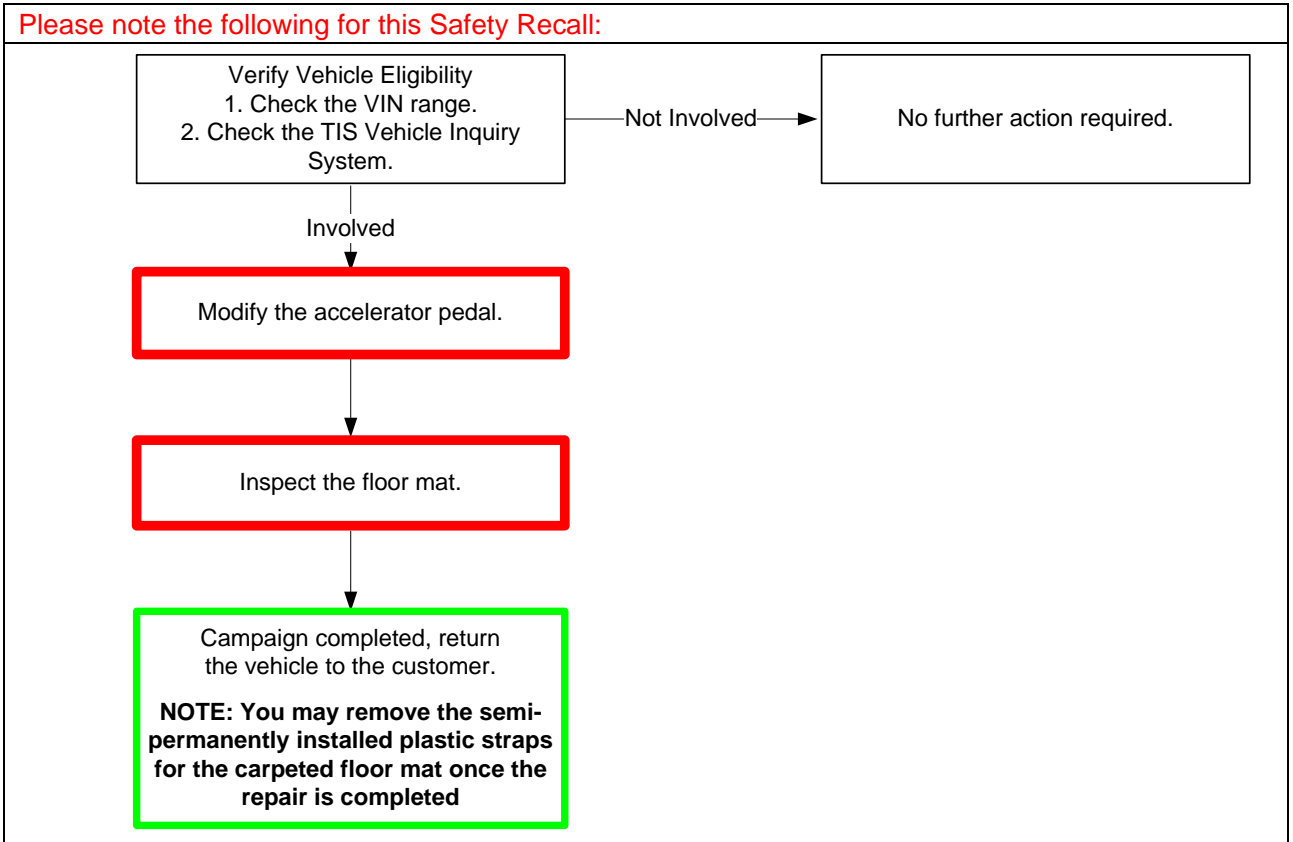 Please note the following for this Safety Recall:
Verify Vehicle Eligibility
1. Check the VIN range.
2. Check the TIS Vehicle Inquiry
System.
Not Involved
No further action required.
Involved
Modify the accelerator pedal.
Inspect the floor mat.
Campaign completed, return
the vehicle to the customer.
NOTE: You may remove the semi-
permanently installed plastic straps
for the carpeted floor mat once the
repair is completed